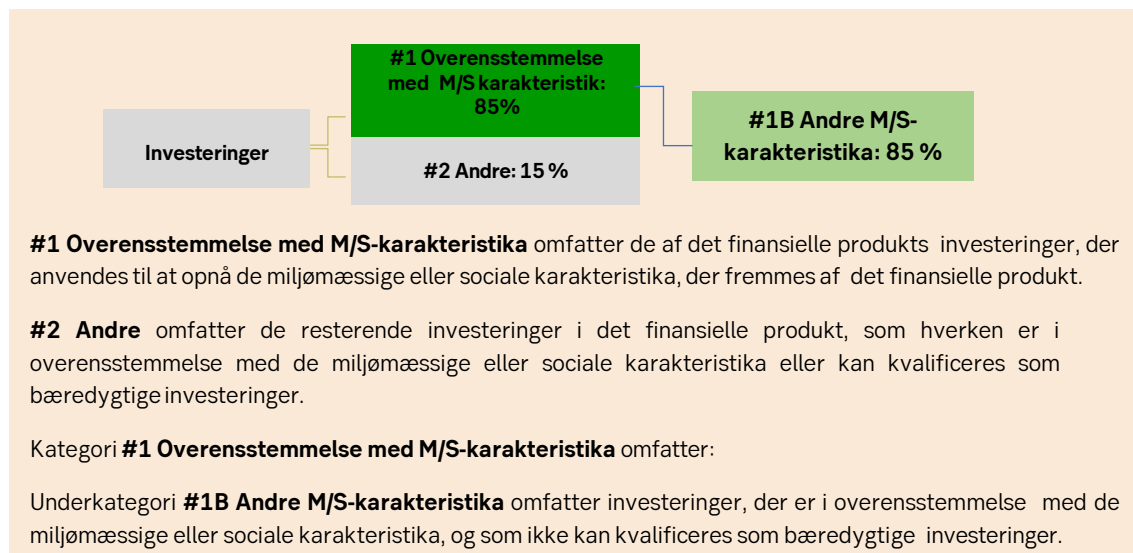 #1 Overensstemmelse
med M/S karakteristik:
85%
Investeringer
#2 Andre: 15 %
#1B Andre M/S-
karakteristika: 85 %
#1 Overensstemmelse med M/S-karakteristika omfatter de af det finansielle produkts investeringer, der
anvendes til at opnå de miljømæssige eller sociale karakteristika, der fremmes af det finansielle produkt.
#2 Andre omfatter de resterende investeringer i det finansielle produkt, som hverken er i
overensstemmelse med de miljømæssige eller sociale karakteristika eller kan kvalificeres som
bæredygtige investeringer.
Kategori #1 Overensstemmelse med M/S-karakteristika omfatter:
Underkategori #1B Andre M/S-karakteristika omfatter investeringer, der er i overensstemmelse med de
miljømæssige eller sociale karakteristika, og som ikke kan kvalificeres som bæredygtige investeringer.